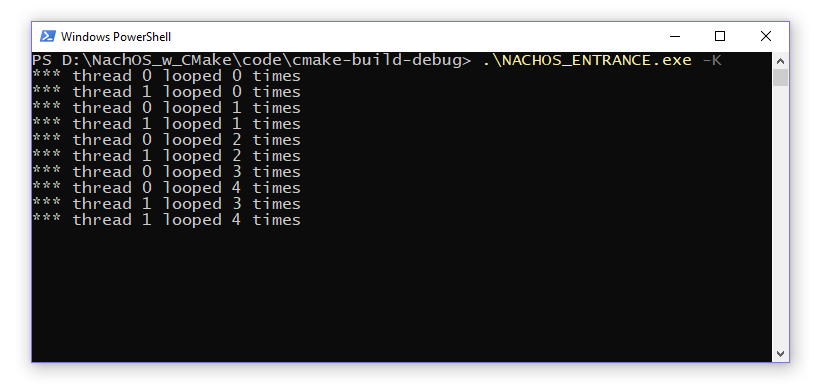 Windows PowerShell
PS D:\NachOS_w_CMake\code\cmake-build-debug> .\NACHOS_ENTRANCE.exe -K
*** thread 0 looped 0 times
*** thread 1 looped 0 times
*** thread 0 looped 1 times
*** thread 1 looped 1 times
*** thread 0 looped 2 times
*** thread 1 looped 2 times
*** thread 0 looped 3 times
*** thread 0 looped 4 times
*** thread 1 looped 3 times
*** thread 1 looped 4 times